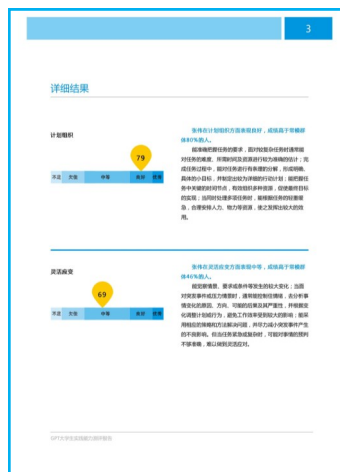 3
详细结果
计划组织
79
不足 欠佳 中等 良好 优秀
张伟在计划组织方面表现良好，成绩高于常模群
体80%的人。
能准确把握任务的要求，面对较复杂任务时通常能
对任务的难度、所需时间及资源进行较为准确的估计；完
成任务过程中，能对任务进行有条理的分解，形成明确、
具体的小目标，并制定出较为详细的行动计划；能把握任
务中关键的时间节点，有效组织多种资源，促使最终目标
的实现；当同时处理多项任务时，能根据任务的轻重缓
急，合理安排人力、物力等资源，使之发挥出较大的效
用。
灵活应变
69
不足 欠佳 中等 良好 优秀
张伟在灵活应变方面表现中等，成绩高于常模群
体46%的人。
能觉察情景、要求或条件等发生的较大变化；当面
对突发事件或压力情景时，通常能控制住情绪，去分析事
情变化的原因、方向、可能的后果及其严重性，并根据变
化调整计划或行为，避免工作效率受到较大的影响；能采
用相应的策略和方法解决问题，并尽力减小突发事件产生
的不良影响。但当任务紧急或复杂时，可能对事情的预判
不够准确，难以做到灵活应对。